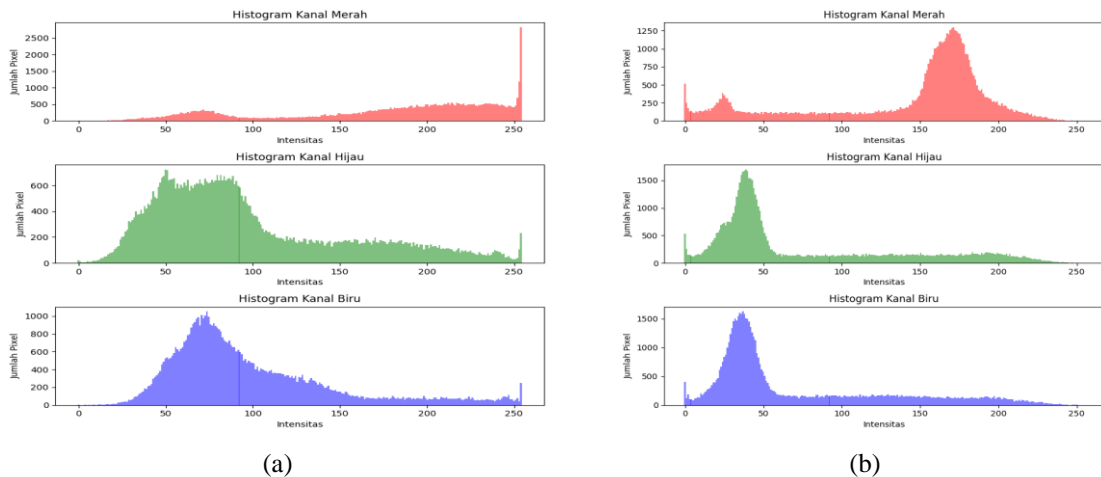 Histogram Kanal Merah
Jumlah Pixel
2500
2000
1500
1000
500
0
0 50 100 150 200 250
Intensitas
Histogram Kanal Hijau
Jumlah Pixel
600
400
200
0
0 50 100 150 200 250
Intensitas
Histogram Kanal Biru
Jumlah Pixel
1000
800
600
400
200
0
0 50 100 150 200 250
Intensitas
(a)
Histogram Kanal Merah
Jumlah Pixel
1250
1000
750
500
250
0
0 50 100 150 200 250
Intensitas
Histogram Kanal Hijau
Jumlah Pixel
1500
1000
500
0
0 50 100 150 200 250
Intensitas
Histogram Kanal Biru
Jumlah Pixel
1500
1000
500
0
0 50 100 150 200 250
Intensitas
(b)